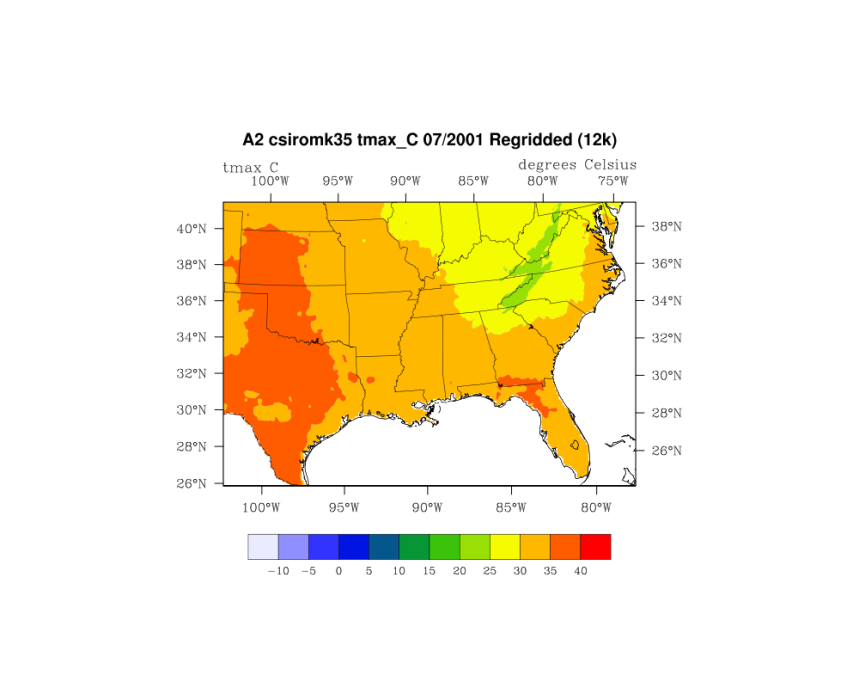 A2 csiromk35 tmax_C 07/2001 Regridded (12k)
tmax C degrees Celsius
100°W 95°W 90°W 85°W 80°W 75°W
40°N 38°N
38°N 36°N
36°N 34°N
34°N 32°N
32°N 30°N
30°N 28°N
28°N 26°N
26°N
100°W 95°W 90°W 85°W 80°W
−10 −5 0 5 10 15 20 25 30 35 40